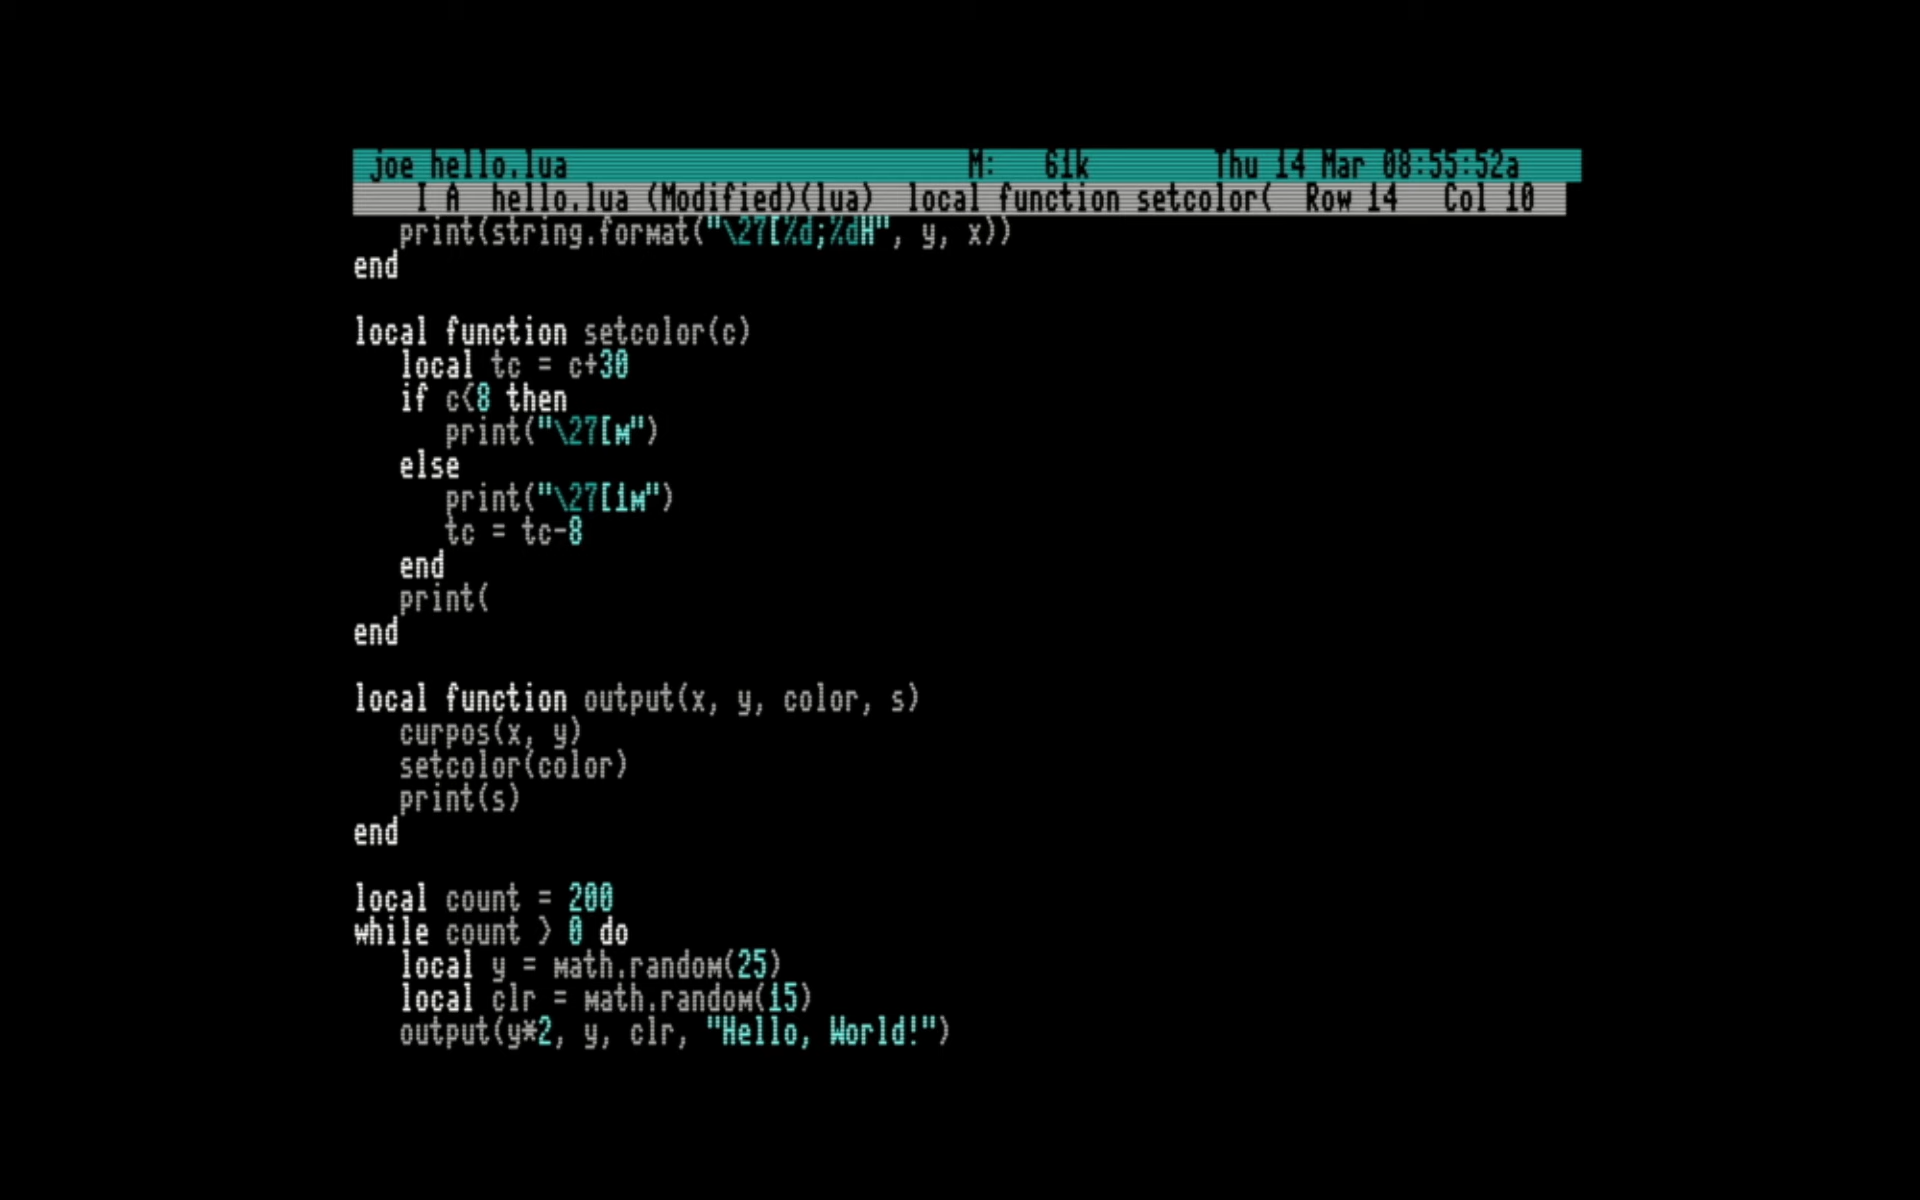 joe hello.lua M: 61k Thu 14 Mar 08:55:52a
I A hello.lua (Modified)(lua) local function setcolor( Row 14 Col 10
   print(string.format("\27[%d;%dH", y, x))
end

local function setcolor(c)
   local tc = c+30
   if c<8 then
      print("\27[m")
   else
      print("\27[1m")
      tc = tc-8
   end
   print(
end

local function output(x, y, color, s)
   curpos(x, y)
   setcolor(color)
   print(s)
end

local count = 200
while count > 0 do
   local y = math.random(25)
   local clr = math.random(15)
   output(y*2, y, clr, "Hello, World!")